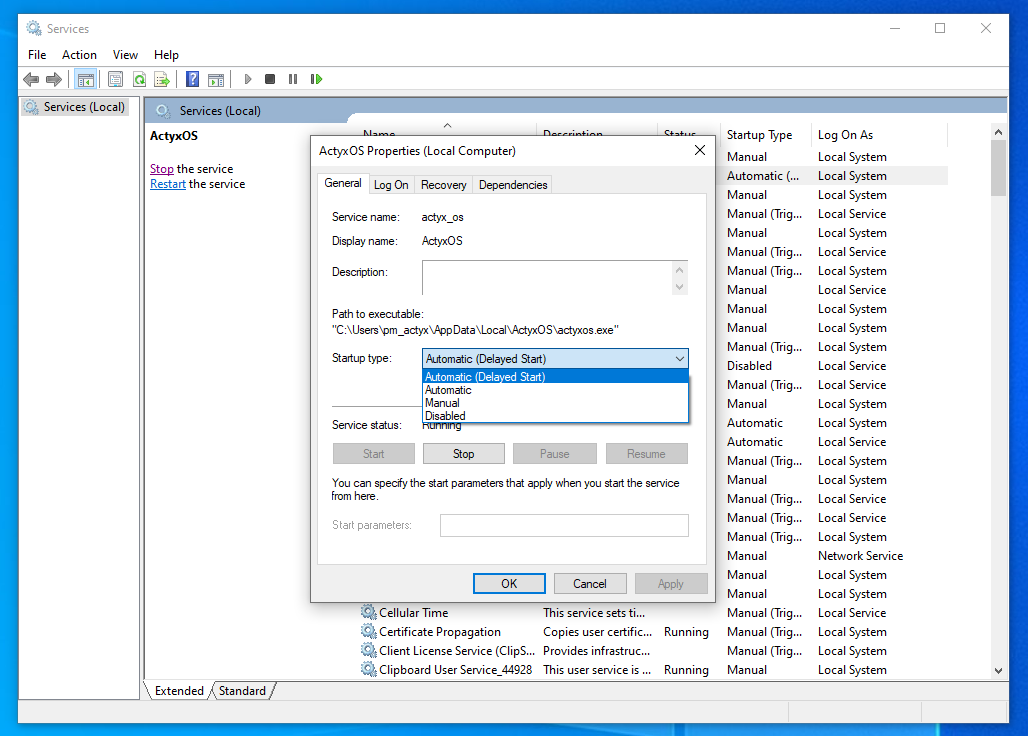 Services
File Action View Help
Services (Local)
Services (Local)
ActyxOS
Stop the service
Restart the service
Name Description Status Startup Type Log On As
Manual Local System
Automatic (... Local System
Manual Local System
Manual (Trig... Local Service
Manual Local System
Manual (Trig... Local Service
Manual (Trig... Local System
Manual Local Service
Manual Local System
Manual Local System
Manual (Trig... Local System
Disabled Local Service
Manual (Trig... Local Service
Manual Local System
Automatic Local System
Automatic Local Service
Manual (Trig... Local System
Manual Local System
Manual (Trig... Local Service
Manual (Trig... Local Service
Manual (Trig... Local System
Manual Network Service
Manual Local System
Manual Local System
Cellular Time This service sets ti... Manual (Trig... Local Service
Certificate Propagation Copies user certific... Running Manual (Trig... Local System
Client License Service (ClipS... Provides infrastruc... Manual (Trig... Local System
Clipboard User Service_44928 This user service is ... Running Manual Local System
Extended Standard
ActyxOS Properties (Local Computer)
General Log On Recovery Dependencies
Service name: actyx_os
Display name: ActyxOS
Description:
Path to executable:
"C:\Users\pm_actyx\AppData\Local\ActyxOS\actyxos.exe"
Startup type: Automatic (Delayed Start)
Automatic (Delayed Start)
Automatic
Manual
Disabled
Service status: Running
Start Stop Pause Resume
You can specify the start parameters that apply when you start the service
from here.
Start parameters:
OK Cancel Apply